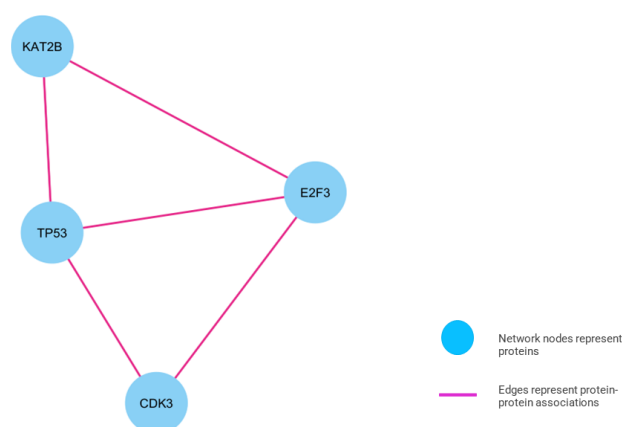 KAT2B
E2F3
TP53
CDK3
Network nodes represent
proteins
Edges represent protein-
protein associations